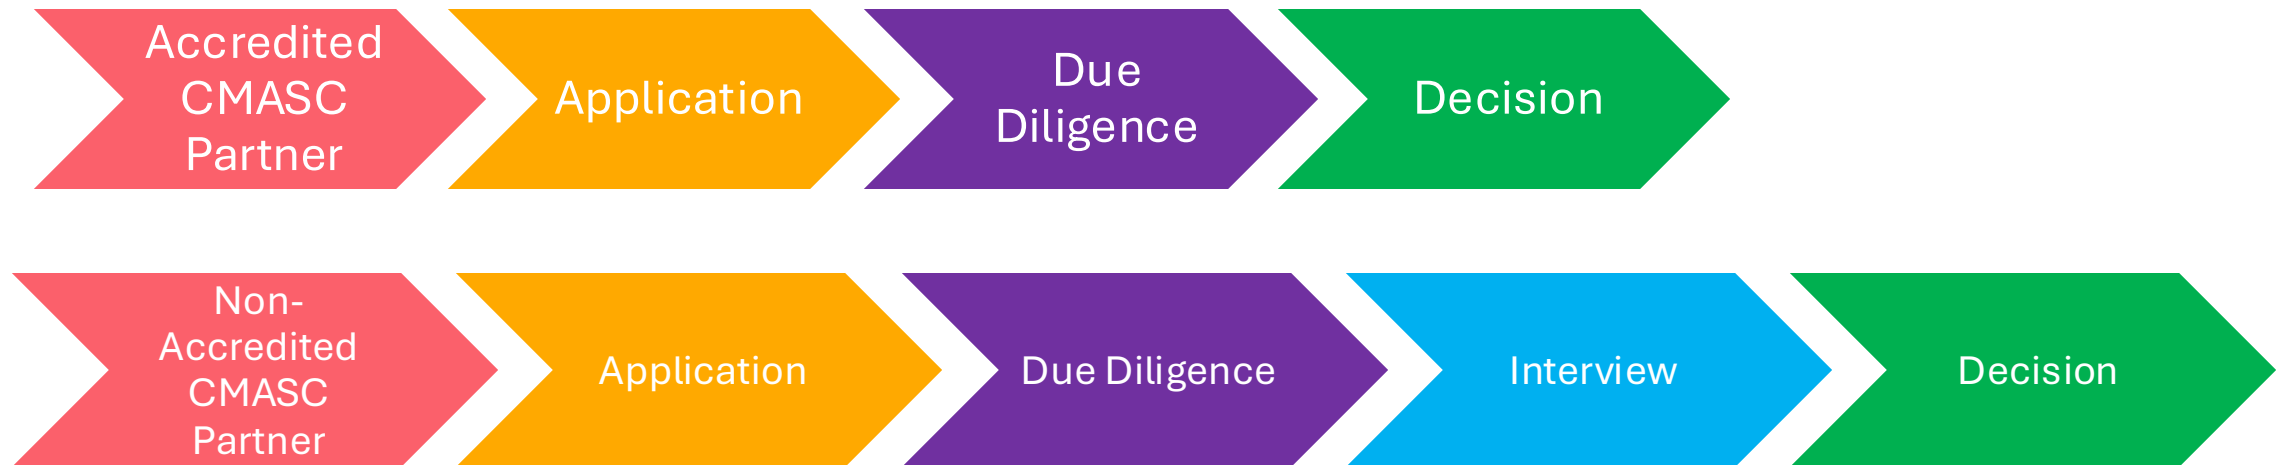 Accredited
CMASC
Partner
Application
Due
Diligence
Decision
Non-
Accredited
CMASC
Partner
Application
Due Diligence
Interview
Decision